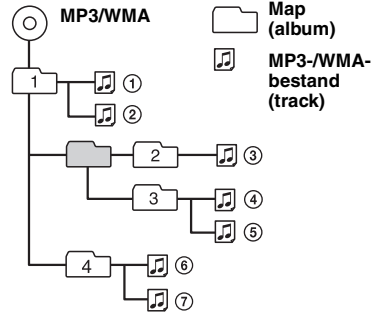 MP3/WMA
Map
(album)
MP3-/WMA-
bestand
(track)
1
①
②
2
③
3
④
⑤
4
⑥
⑦